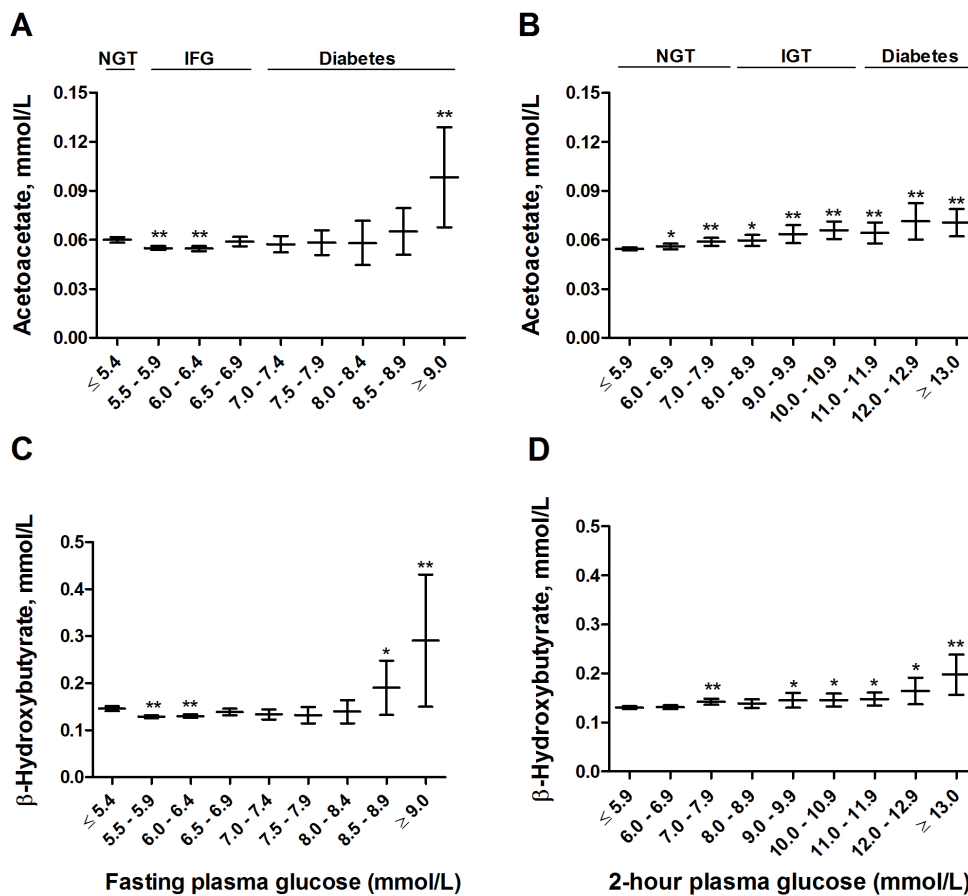 A
NGT IFG Diabetes
Acetoacetate, mmol/L
0.15
0.12
0.09
0.06
0.03
0.00
** ** **
≤ 5.4
5.5 - 5.9
6.0 - 6.4
6.5 - 6.9
7.0 - 7.4
7.5 - 7.9
8.0 - 8.4
8.5 - 8.9
≥ 9.0
B
NGT IGT Diabetes
Acetoacetate, mmol/L
0.15
0.12
0.09
0.06
0.03
0.00
* ** * ** ** ** ** **
≤ 5.9
6.0 - 6.9
7.0 - 7.9
8.0 - 8.9
9.0 - 9.9
10.0 - 10.9
11.0 - 11.9
12.0 - 12.9
≥ 13.0
C
β-Hydroxybutyrate, mmol/L
0.5
0.4
0.3
0.2
0.1
0.0
** ** * **
≤ 5.4
5.5 - 5.9
6.0 - 6.4
6.5 - 6.9
7.0 - 7.4
7.5 - 7.9
8.0 - 8.4
8.5 - 8.9
≥ 9.0
Fasting plasma glucose (mmol/L)
D
β-Hydroxybutyrate, mmol/L
0.5
0.4
0.3
0.2
0.1
0.0
** * * * * **
≤ 5.9
6.0 - 6.9
7.0 - 7.9
8.0 - 8.9
9.0 - 9.9
10.0 - 10.9
11.0 - 11.9
12.0 - 12.9
≥ 13.0
2-hour plasma glucose (mmol/L)